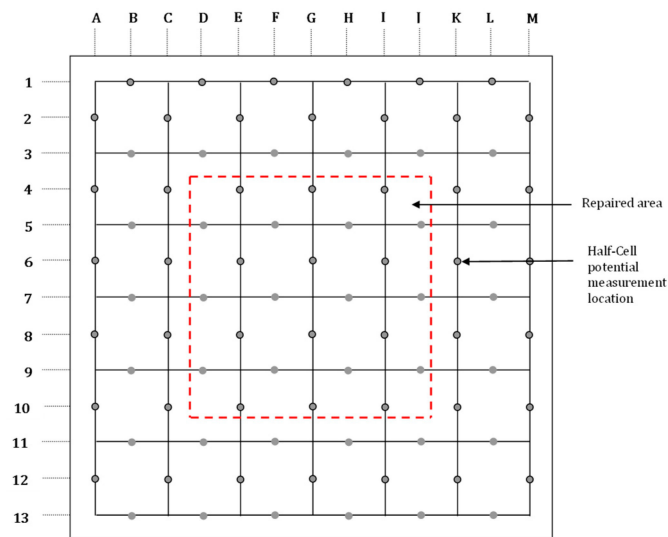 A B C D E F G H I J K L M
1
2
3
4
Repaired area
5
6
Half-Cell
potential
measurement
location
7
8
9
10
11
12
13